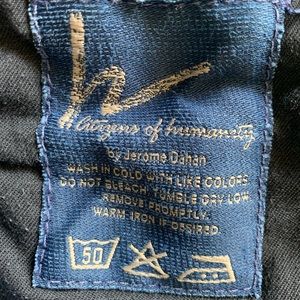 Citizens of humanity
by Jerome Dahan
WASH IN COLD WITH LIKE COLORS
DO NOT BLEACH. TUMBLE DRY LOW
REMOVE PROMPTLY.
WARM IRON IF DESIRED.
50